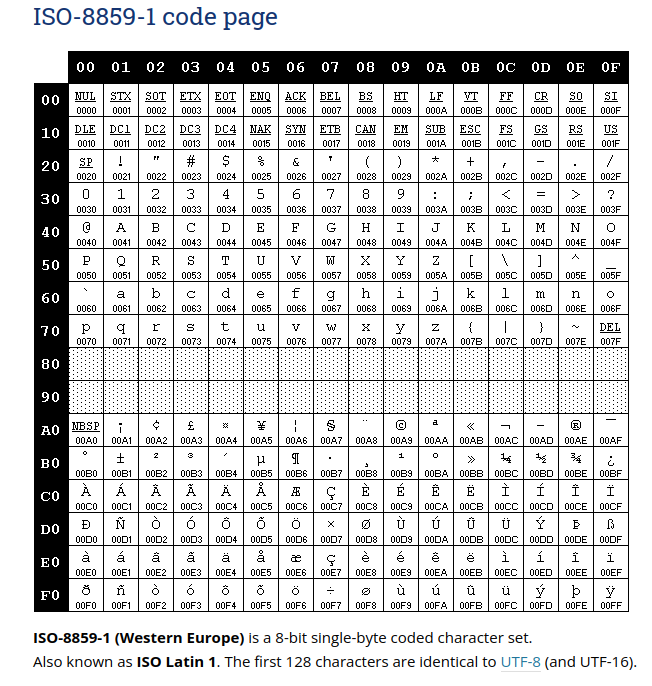 ISO-8859-1 code page
00 01 02 03 04 05 06 07 08 09 0A 0B 0C 0D 0E 0F
00 NUL STX SOT ETX EOT ENQ ACK BEL BS HT LF VT FF CR SO SI
0000 0001 0002 0003 0004 0005 0006 0007 0008 0009 000A 000B 000C 000D 000E 000F
10 DLE DC1 DC2 DC3 DC4 NAK SYN ETB CAN EM SUB ESC FS GS RS US
0010 0011 0012 0013 0014 0015 0016 0017 0018 0019 001A 001B 001C 001D 001E 001F
20 SP ! " # $ % & ' ( ) * + , - . /
0020 0021 0022 0023 0024 0025 0026 0027 0028 0029 002A 002B 002C 002D 002E 002F
30 0 1 2 3 4 5 6 7 8 9 : ; < = > ?
0030 0031 0032 0033 0034 0035 0036 0037 0038 0039 003A 003B 003C 003D 003E 003F
40 @ A B C D E F G H I J K L M N O
0040 0041 0042 0043 0044 0045 0046 0047 0048 0049 004A 004B 004C 004D 004E 004F
50 P Q R S T U V W X Y Z [ \ ] ^ _
0050 0051 0052 0053 0054 0055 0056 0057 0058 0059 005A 005B 005C 005D 005E 005F
60 ` a b c d e f g h i j k l m n o
0060 0061 0062 0063 0064 0065 0066 0067 0068 0069 006A 006B 006C 006D 006E 006F
70 p q r s t u v w x y z { | } ~ DEL
0070 0071 0072 0073 0074 0075 0076 0077 0078 0079 007A 007B 007C 007D 007E 007F
80
90
A0 NBSP ¡ ¢ £ ¤ ¥ ¦ § ¨ © ª « ¬ - ® ¯
00A0 00A1 00A2 00A3 00A4 00A5 00A6 00A7 00A8 00A9 00AA 00AB 00AC 00AD 00AE 00AF
B0 ° ± ² ³ ´ µ ¶ · ¸ ¹ º » ¼ ½ ¾ ¿
00B0 00B1 00B2 00B3 00B4 00B5 00B6 00B7 00B8 00B9 00BA 00BB 00BC 00BD 00BE 00BF
C0 À Á Â Ã Ä Å Æ Ç È É Ê Ë Ì Í Î Ï
00C0 00C1 00C2 00C3 00C4 00C5 00C6 00C7 00C8 00C9 00CA 00CB 00CC 00CD 00CE 00CF
D0 Ð Ñ Ò Ó Ô Õ Ö × Ø Ù Ú Û Ü Ý Þ ß
00D0 00D1 00D2 00D3 00D4 00D5 00D6 00D7 00D8 00D9 00DA 00DB 00DC 00DD 00DE 00DF
E0 à á â ã ä å æ ç è é ê ë ì í î ï
00E0 00E1 00E2 00E3 00E4 00E5 00E6 00E7 00E8 00E9 00EA 00EB 00EC 00ED 00EE 00EF
F0 ð ñ ò ó ô õ ö ÷ ø ù ú û ü ý þ ÿ
00F0 00F1 00F2 00F3 00F4 00F5 00F6 00F7 00F8 00F9 00FA 00FB 00FC 00FD 00FE 00FF
ISO-8859-1 (Western Europe) is a 8-bit single-byte coded character set.
Also known as ISO Latin 1. The first 128 characters are identical to UTF-8 (and UTF-16).